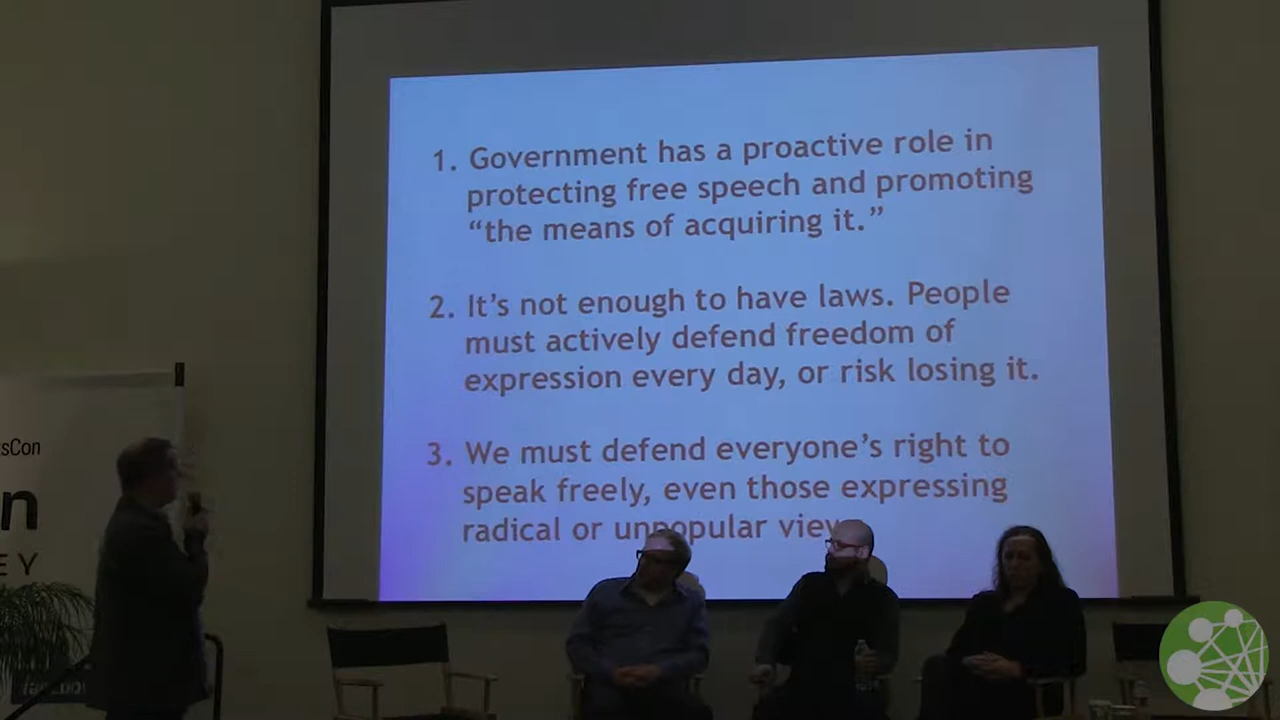 1. Government has a proactive role in
protecting free speech and promoting
“the means of acquiring it.”
2. It’s not enough to have laws. People
must actively defend freedom of
expression every day, or risk losing it.
3. We must defend everyone’s right to
speak freely, even those expressing
radical or unpopular view
sCon
n
EY